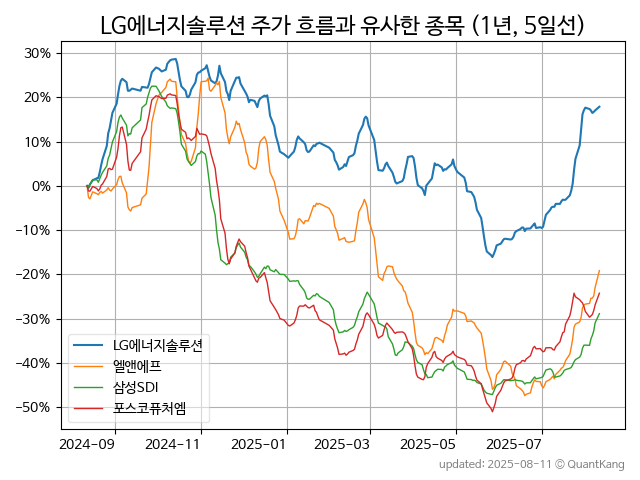 LG에너지솔루션 주가 흐름과 유사한 종목 (1년, 5일선)
30%
20%
10%
0%
−10%
−20%
−30%
−40%
−50%
LG에너지솔루션
엘앤에프
삼성SDI
포스코퓨처엠
2024-09 2024-11 2025-01 2025-03 2025-05 2025-07
updated: 2025-08-11 © QuantKang